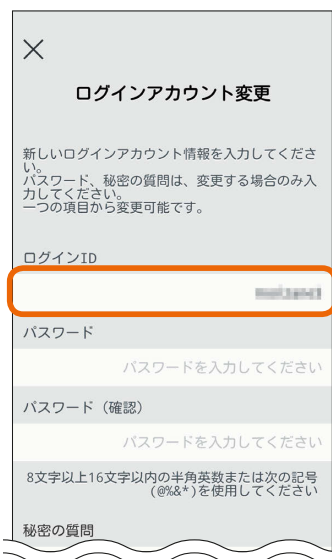 ログインアカウント変更
新しいログインアカウント情報を入力してくださ
い。
パスワード、秘密の質問は、変更する場合のみ入
力してください。
一つの項目から変更可能です。
ログインID
パスワード
パスワードを入力してください
パスワード（確認）
パスワードを入力してください
8文字以上16文字以内の半角英数または次の記号
(@%&*)を使用してください
秘密の質問